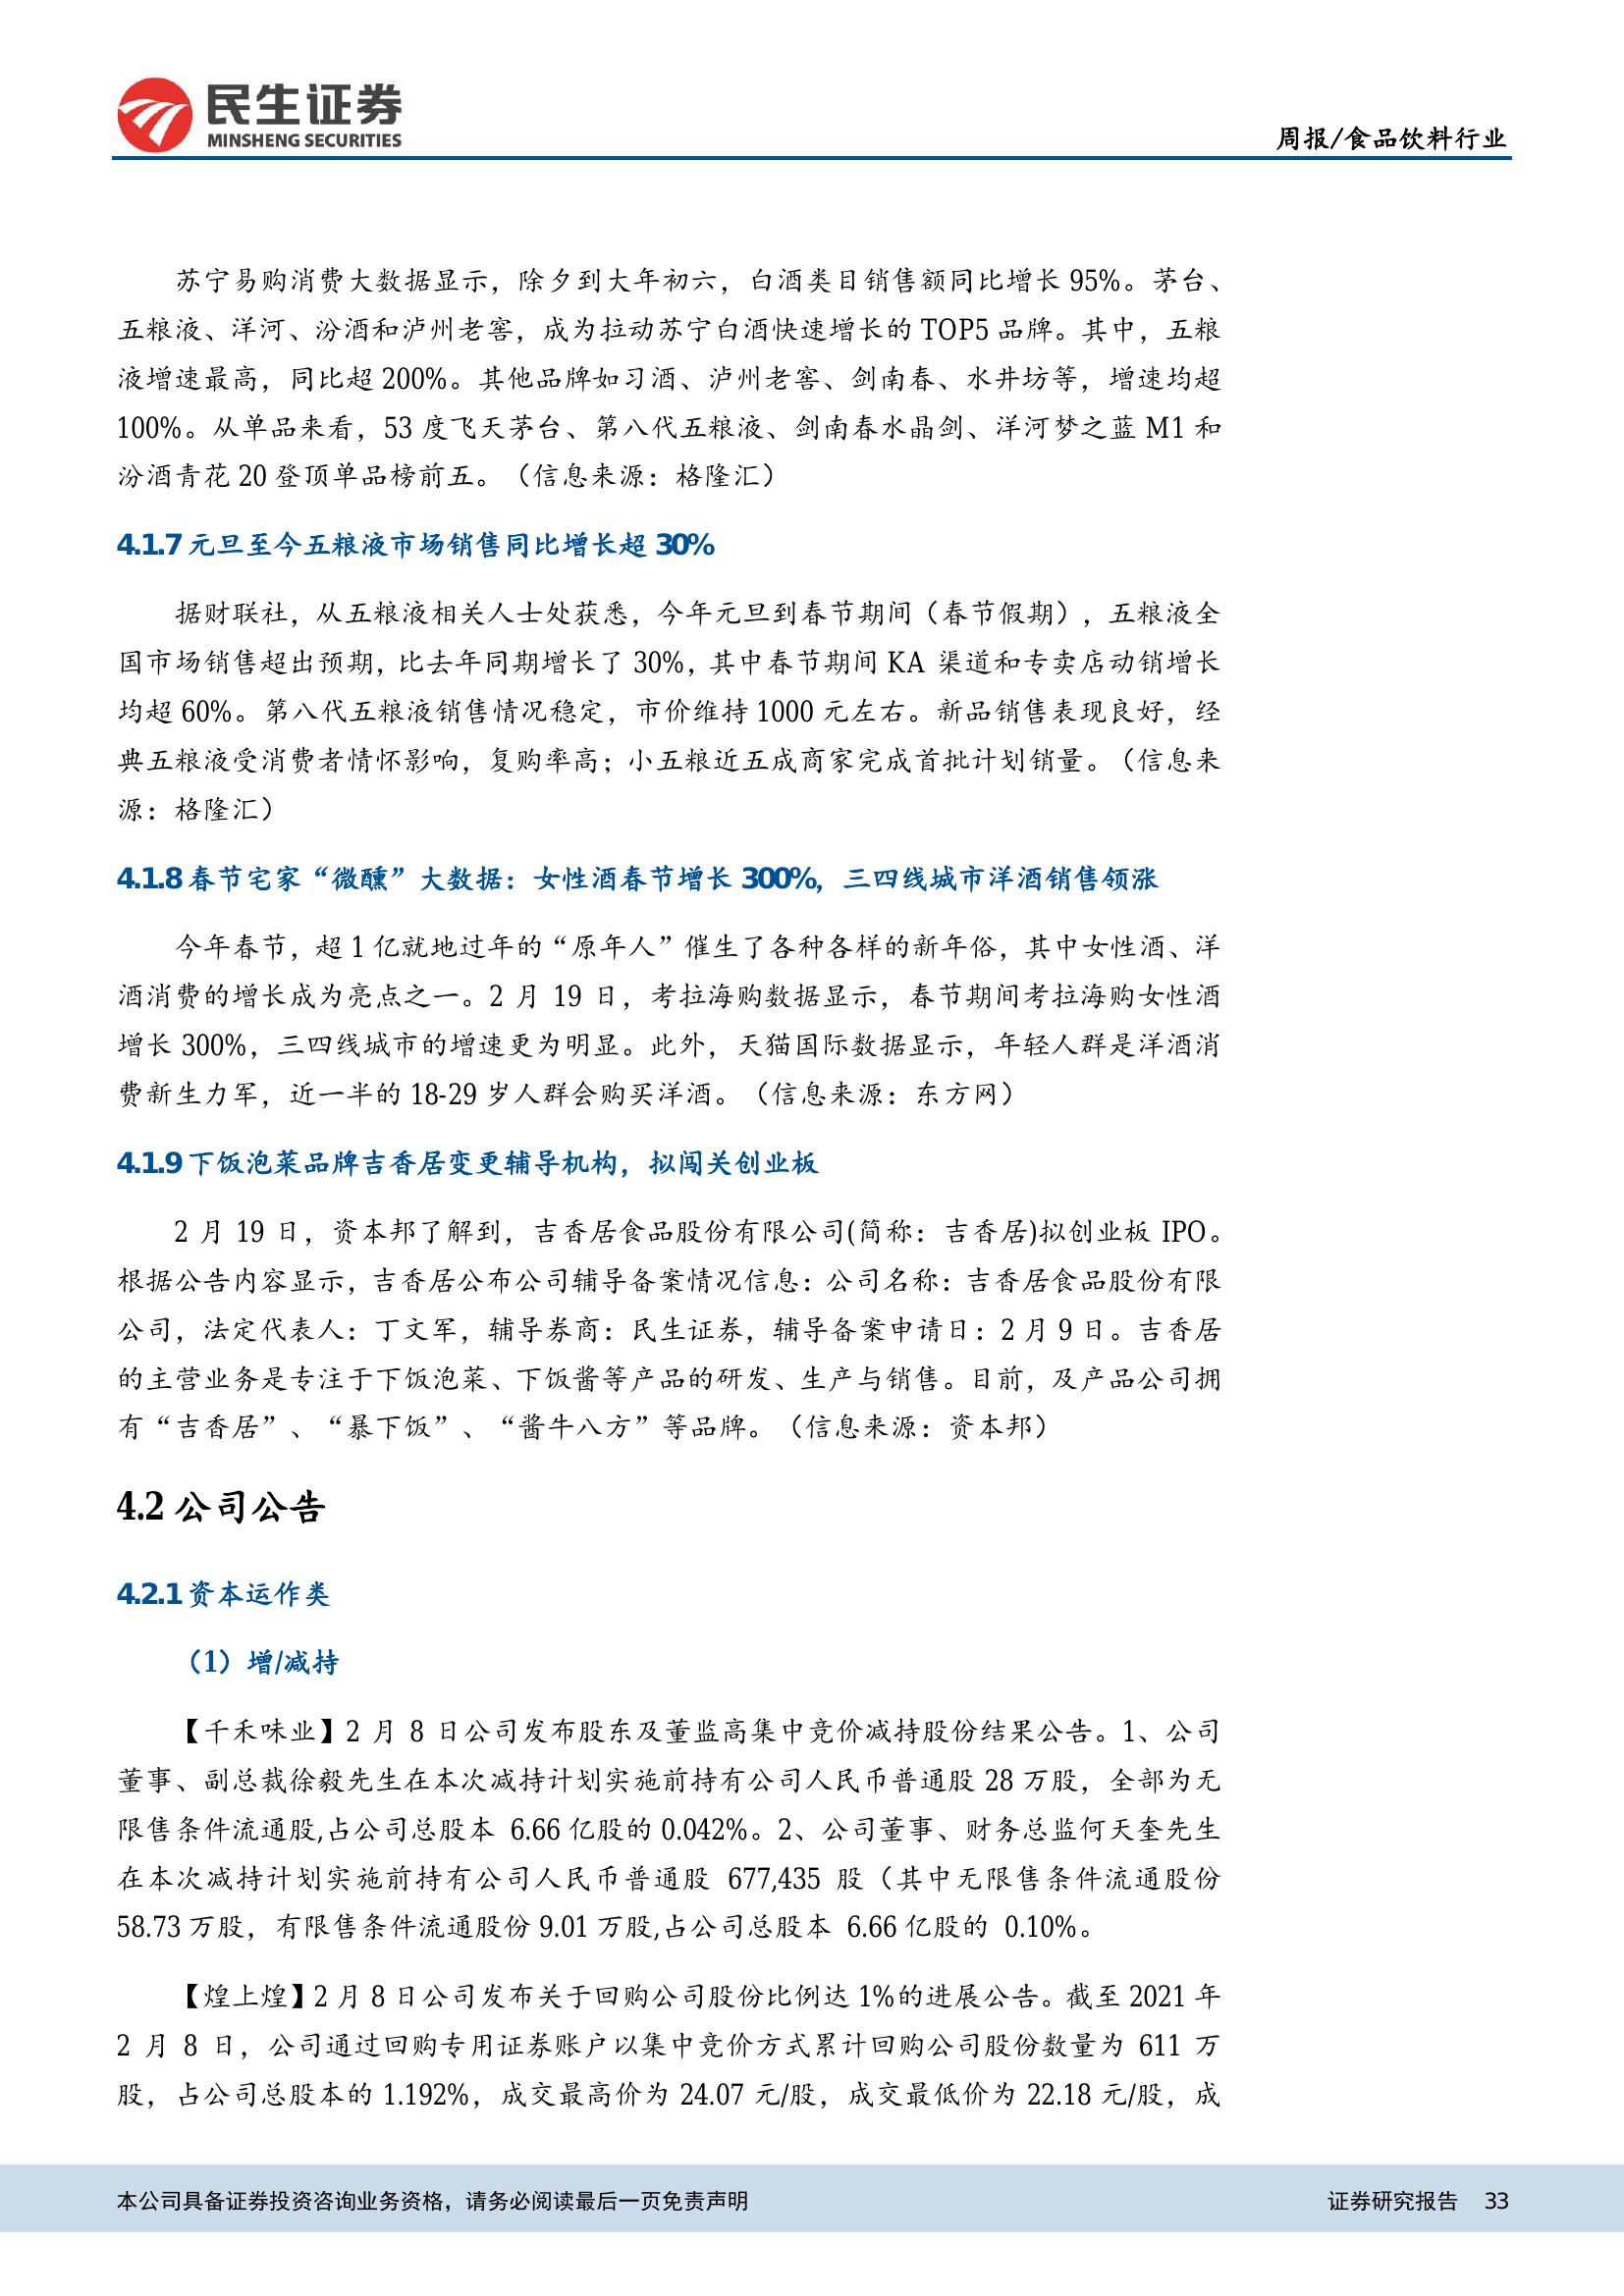 民生证券
MINSHENG SECURITIES
周报/食品饮料行业
苏宁易购消费大数据显示，除夕到大年初六，白酒类目销售额同比增长 95%。茅台、
五粮液、洋河、汾酒和泸州老窖，成为拉动苏宁白酒快速增长的 TOP5 品牌。其中，五粮
液增速最高，同比超 200%。其他品牌如习酒、泸州老窖、剑南春、水井坊等，增速均超
100%。从单品来看，53 度飞天茅台、第八代五粮液、剑南春水晶剑、洋河梦之蓝 M1 和
汾酒青花 20 登顶单品榜前五。（信息来源：格隆汇）
4.1.7 元旦至今五粮液市场销售同比增长超 30%
据财联社，从五粮液相关人士处获悉，今年元旦到春节期间（春节假期），五粮液全
国市场销售超出预期，比去年同期增长了 30%，其中春节期间 KA 渠道和专卖店动销增长
均超 60%。第八代五粮液销售情况稳定，市价维持 1000 元左右。新品销售表现良好，经
典五粮液受消费者情怀影响，复购率高；小五粮近五成商家完成首批计划销量。（信息来
源：格隆汇）
4.1.8 春节宅家“微醺”大数据：女性酒春节增长 300%，三四线城市洋酒销售领涨
今年春节，超 1 亿就地过年的“原年人”催生了各种各样的新年俗，其中女性酒、洋
酒消费的增长成为亮点之一。2 月 19 日，考拉海购数据显示，春节期间考拉海购女性酒
增长 300%，三四线城市的增速更为明显。此外，天猫国际数据显示，年轻人群是洋酒消
费新生力军，近一半的 18-29 岁人群会购买洋酒。（信息来源：东方网）
4.1.9 下饭泡菜品牌吉香居变更辅导机构，拟闯关创业板
2 月 19 日，资本邦了解到，吉香居食品股份有限公司(简称：吉香居)拟创业板 IPO。
根据公告内容显示，吉香居公布公司辅导备案情况信息：公司名称：吉香居食品股份有限
公司，法定代表人：丁文军，辅导券商：民生证券，辅导备案申请日：2 月 9 日。吉香居
的主营业务是专注于下饭泡菜、下饭酱等产品的研发、生产与销售。目前，及产品公司拥
有“吉香居”、“暴下饭”、“酱牛八方”等品牌。（信息来源：资本邦）
4.2 公司公告
4.2.1 资本运作类
（1）增/减持
【千禾味业】2 月 8 日公司发布股东及董监高集中竞价减持股份结果公告。1、公司
董事、副总裁徐毅先生在本次减持计划实施前持有公司人民币普通股 28 万股，全部为无
限售条件流通股,占公司总股本 6.66 亿股的 0.042%。2、公司董事、财务总监何天奎先生
在本次减持计划实施前持有公司人民币普通股 677,435 股（其中无限售条件流通股份
58.73 万股，有限售条件流通股份 9.01 万股,占公司总股本 6.66 亿股的 0.10%。
【煌上煌】2 月 8 日公司发布关于回购公司股份比例达 1%的进展公告。截至 2021 年
2 月 8 日，公司通过回购专用证券账户以集中竞价方式累计回购公司股份数量为 611 万
股，占公司总股本的 1.192%，成交最高价为 24.07 元/股，成交最低价为 22.18 元/股，成
本公司具备证券投资咨询业务资格，请务必阅读最后一页免责声明
证券研究报告 33